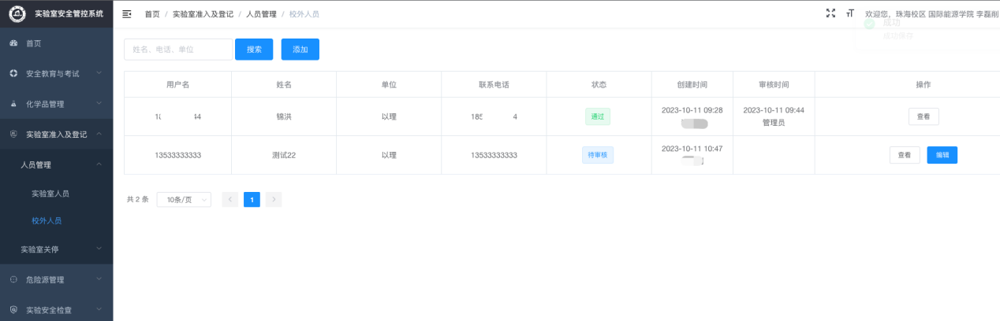 实验室安全管控系统
首页 / 实验室准入及登记 / 人员管理 / 校外人员
欢迎您，珠海校区 国际能源学院 李磊削
成功
成功保存
首页
安全教育与考试
化学品管理
实验室准入及登记
人员管理
实验室人员
校外人员
实验室关停
危险源管理
实验安全检查
姓名、电话、单位 搜索 添加
用户名 姓名 单位 联系电话 状态 创建时间 审核时间 操作
锦洪 以理 185 4 通过 2023-10-11 09:28 2023-10-11 09:44 查看
管理员
13533333333 测试22 以理 13533333333 待审核 2023-10-11 10:47 查看 编辑
共 2 条 10条/页 1